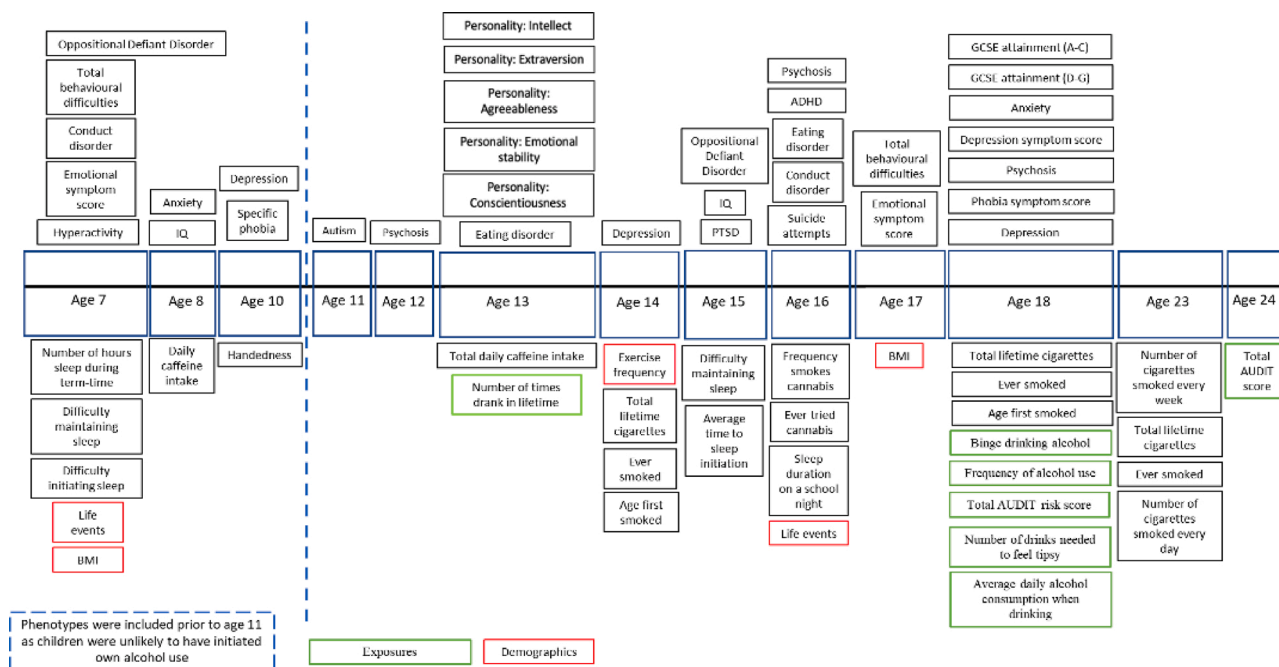 Oppositional Defiant Disorder
Total
behavioural
difficulties
Conduct
disorder
Emotional
symptom
score
Hyperactivity
Anxiety
IQ
Depression
Specific
phobia
Autism
Psychosis
Personality: Intellect
Personality: Extraversion
Personality:
Agreeableness
Personality: Emotional
stability
Personality:
Conscientiousness
Eating disorder
Depression
Oppositional
Defiant
Disorder
IQ
PTSD
Psychosis
ADHD
Eating
disorder
Conduct
disorder
Suicide
attempts
Total
behavioural
difficulties
Emotional
symptom
score
GCSE attainment (A-C)
GCSE attainment (D-G)
Anxiety
Depression symptom score
Psychosis
Phobia symptom score
Depression
Age 7
Age 8
Age 10
Age 11
Age 12
Age 13
Age 14
Age 15
Age 16
Age 17
Age 18
Age 23
Age 24
Number of hours
sleep during
term-time
Difficulty
maintaining
sleep
Difficulty
initiating sleep
Life
events
BMI
Daily
caffeine
intake
Handedness
Total daily caffeine intake
Number of times
drank in lifetime
Exercise
frequency
Total
lifetime
cigarettes
Ever
smoked
Age first
smoked
Difficulty
maintaining
sleep
Average
time to
sleep
initiation
Frequency
smokes
cannabis
Ever tried
cannabis
Sleep
duration
on a
school
night
Life events
BMI
Total lifetime cigarettes
Ever smoked
Age first smoked
Binge drinking alcohol
Frequency of alcohol use
Total AUDIT risk score
Number of drinks needed
to feel tipsy
Average daily alcohol
consumption when
drinking
Number of
cigarettes
smoked every
week
Total lifetime
cigarettes
Ever smoked
Number of
cigarettes
smoked every
day
Total
AUDIT
score
Phenotypes were included prior to age 11
as children were unlikely to have initiated
own alcohol use
Exposures
Demographics